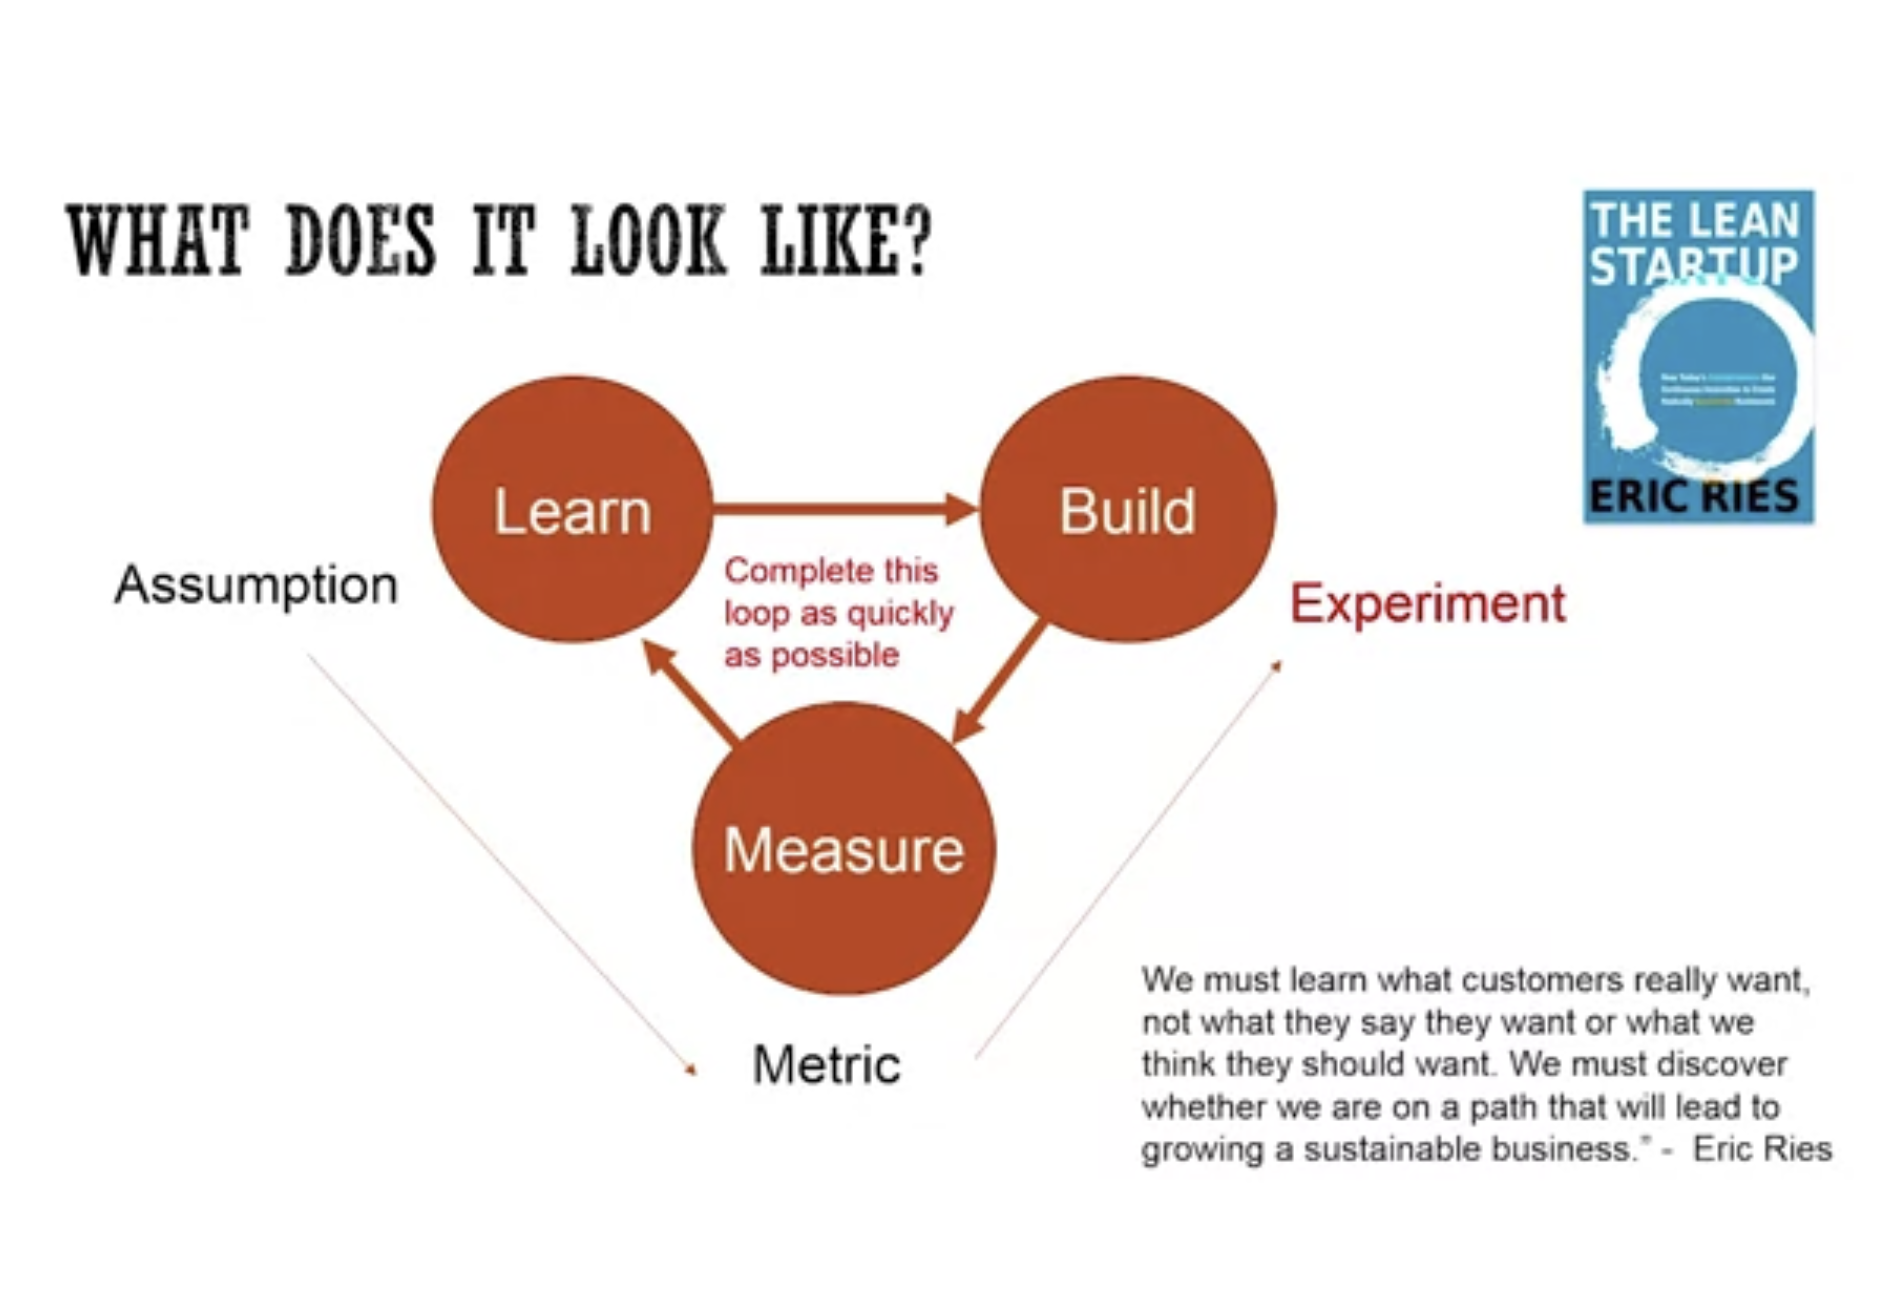 WHAT DOES IT LOOK LIKE?
THE LEAN
STARTUP
ERIC RIES
Learn
Build
Complete this
loop as quickly
as possible
Assumption
Experiment
Measure
Metric
We must learn what customers really want,
not what they say they want or what we
think they should want. We must discover
whether we are on a path that will lead to
growing a sustainable business.” - Eric Ries